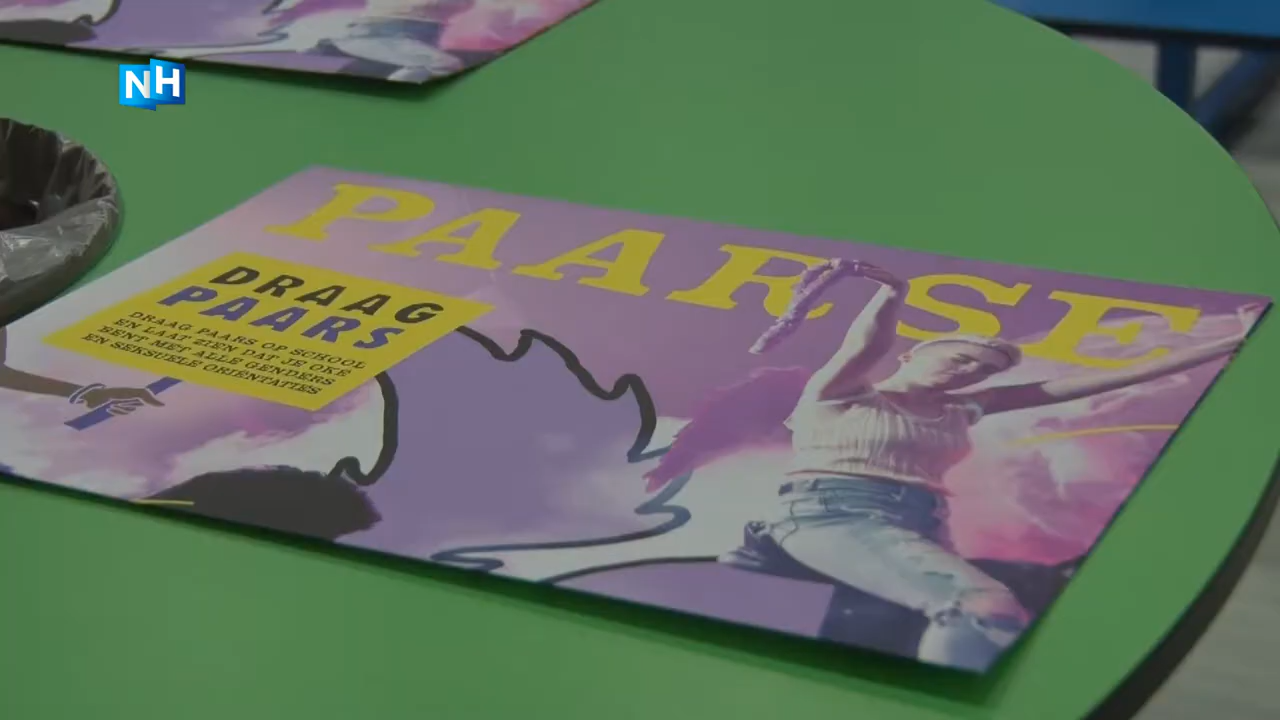 NH
PAARSE
DRAAG
PAARS
DRAAG PAARS OP SCHOOL
EN LAAT ZIEN DAT JE OKÉ
BENT MET ALLE GENDERS
EN SEKSUELE ORIËNTATIES